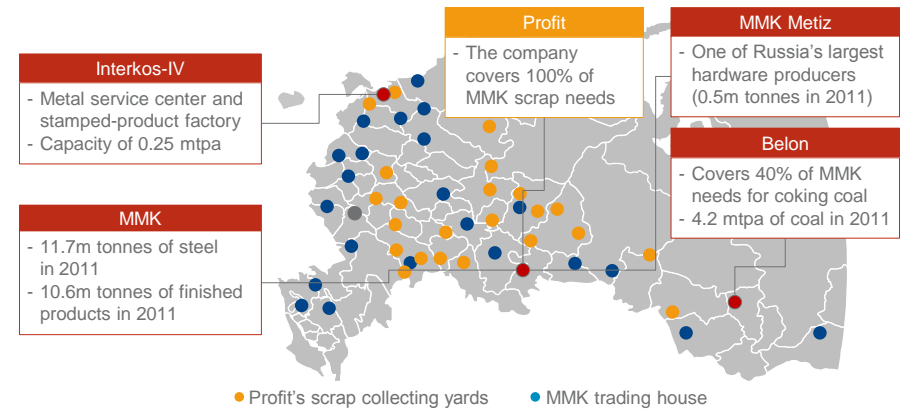 Interkos-IV
- Metal service center and
stamped-product factory
- Capacity of 0.25 mtpa
Profit
- The company
covers 100% of
MMK scrap needs
MMK Metiz
- One of Russia's largest
hardware producers
(0.5m tonnes in 2011)
Belon
- Covers 40% of MMK
needs for coking coal
- 4.2 mtpa of coal in 2011
MMK
- 11.7m tonnes of steel
in 2011
- 10.6m tonnes of finished
products in 2011
Profit's scrap collecting yards
MMK trading house